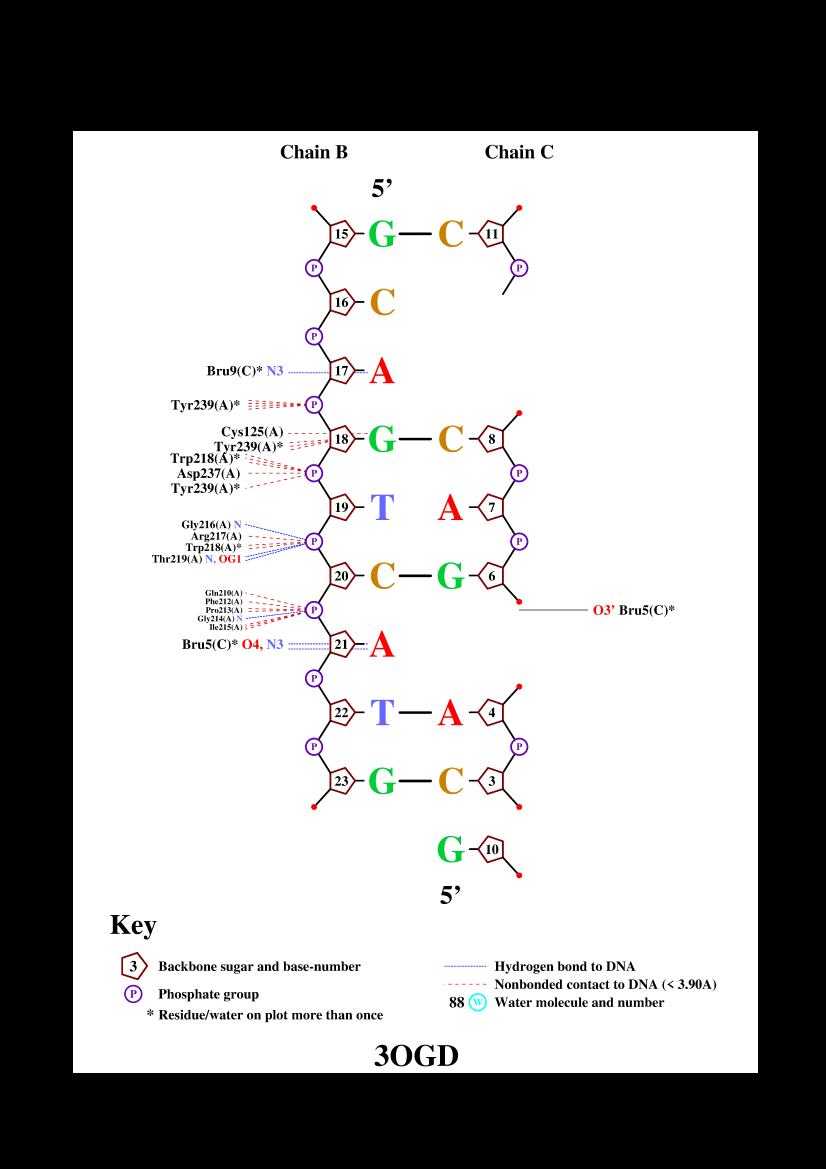 Chain B Chain C
5’
15 G C 11
P P
16 C
P
Bru9(C)* N3 17 A
Tyr239(A)* P
Cys125(A)
18 G C 8
Tyr239(A)*
Trp218(A)*
Asp237(A) P P
Tyr239(A)*
19 T A 7
Gly216(A) N
Arg217(A) P P
Trp218(A)*
Thr219(A) N, OG1
20 C G 6
Gln210(A)
Phe212(A)
Pro213(A) P O3’ Bru5(C)*
Gly214(A) N
Ile215(A)
Bru5(C)* O4, N3 21 A
P
22 T A 4
P P
23 G C 3
G 10
5’
Key
3 Backbone sugar and base-number
P Phosphate group
* Residue/water on plot more than once
Hydrogen bond to DNA
Nonbonded contact to DNA (< 3.90A)
88 W Water molecule and number
3OGD